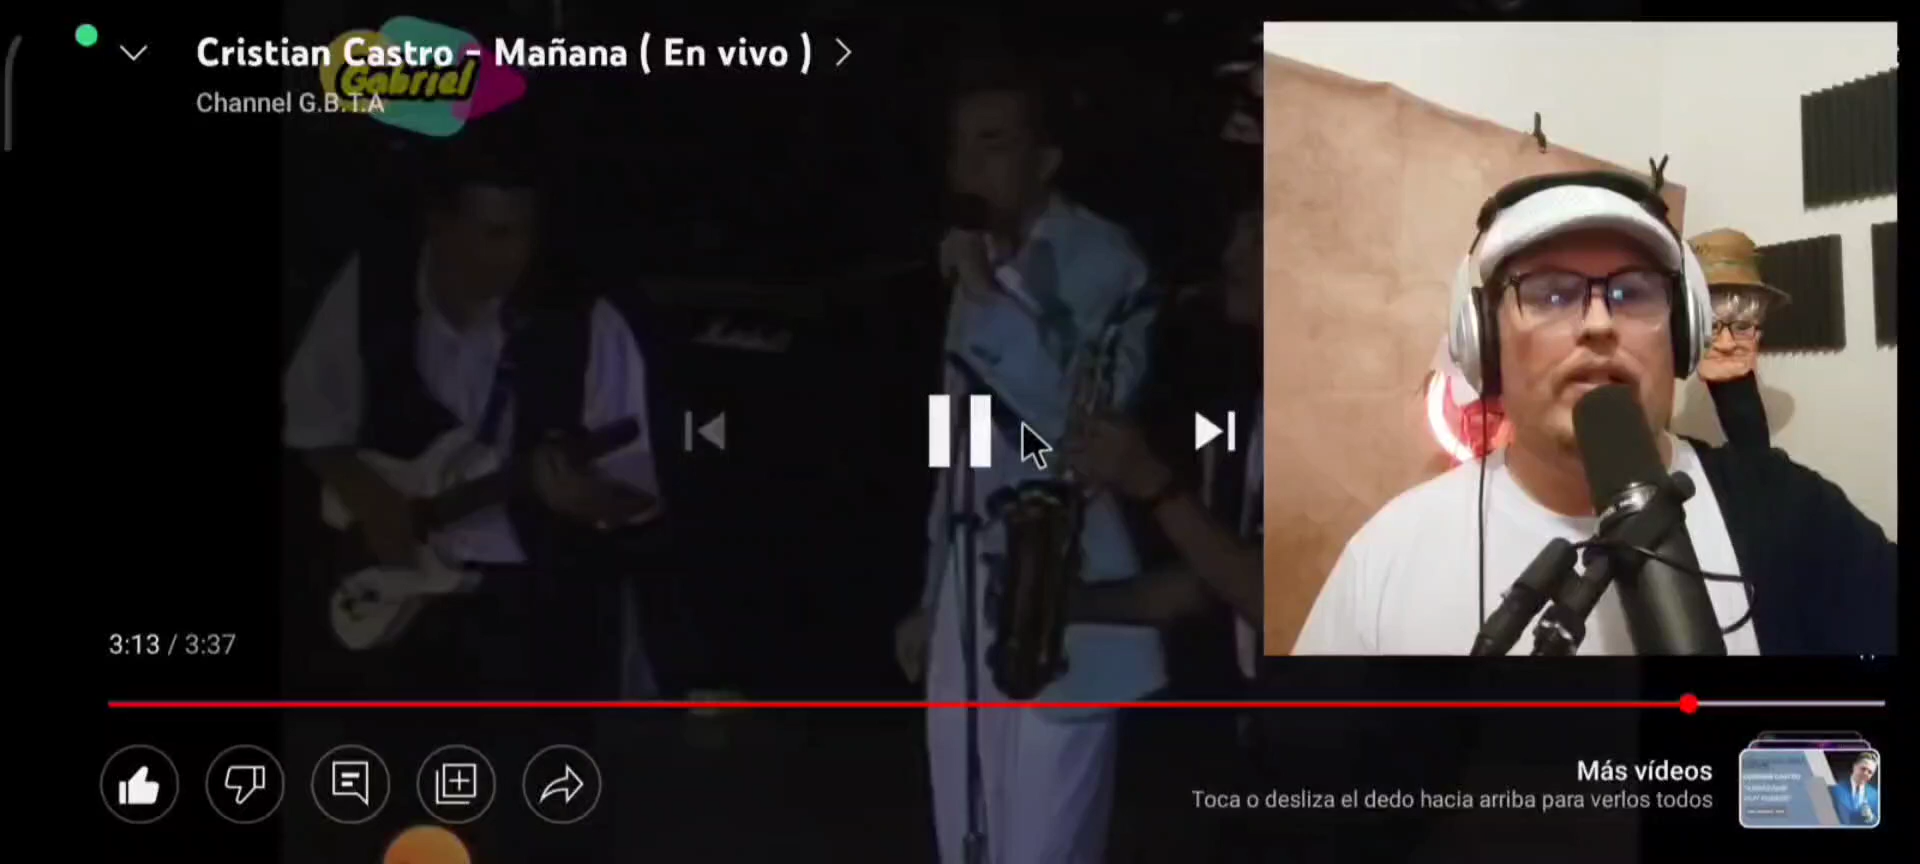 Cristian Castro - Mañana ( En vivo )
Gabriel
Channel G.B.T.A
Marshall
3:13 / 3:37
Más vídeos
Toca o desliza el dedo hacia arriba para verlos todos